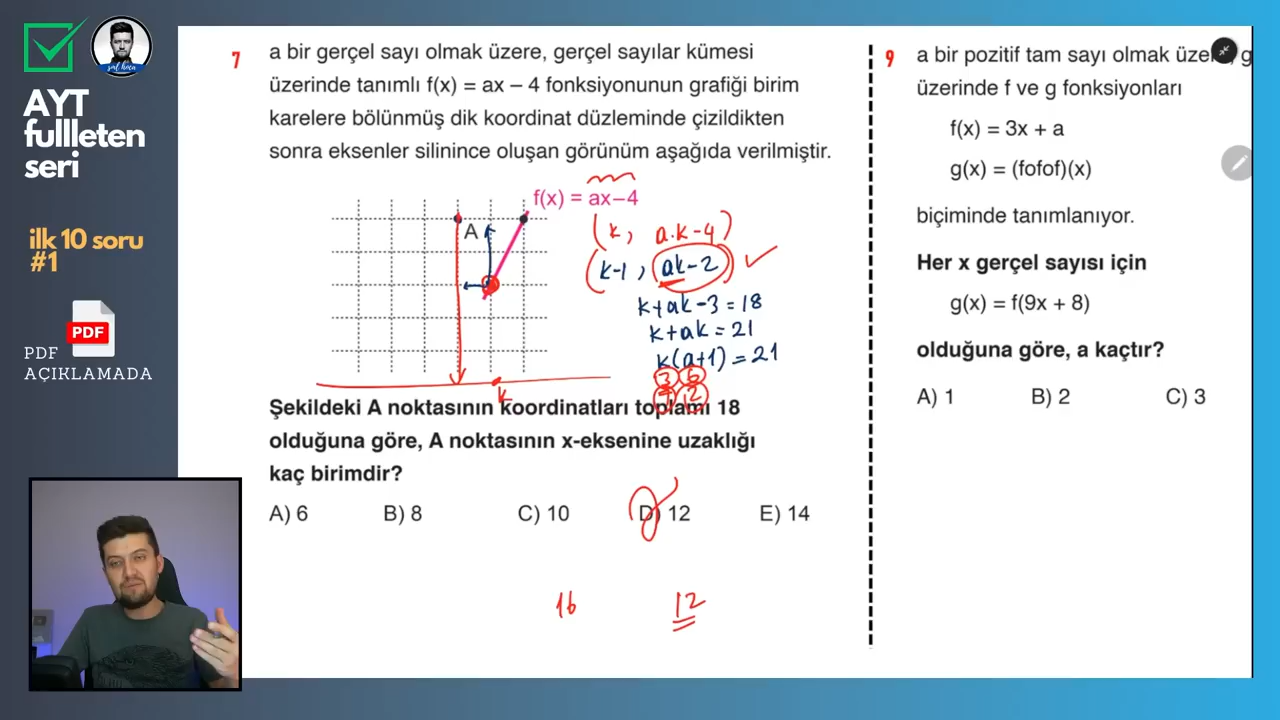 AYT
fullleten
seri
ilk 10 soru
#1
PDF
PDF
AÇIKLAMADA
7
a bir gerçel sayı olmak üzere, gerçel sayılar kümesi
üzerinde tanımlı f(x) = ax – 4 fonksiyonunun grafiği birim
karelere bölünmüş dik koordinat düzleminde çizildikten
sonra eksenler silinince oluşan görünüm aşağıda verilmiştir.
f(x) = ax–4
A
(k, a.k-4)
(k-1, ak-2)
k+ak-3=18
k+ak=21
k(a+1)=21
3 6
7 12
k
Şekildeki A noktasının koordinatları toplamı 18
olduğuna göre, A noktasının x-eksenine uzaklığı
kaç birimdir?
A) 6 B) 8 C) 10 D) 12 E) 14
16 12
9
a bir pozitif tam sayı olmak üzere, g
üzerinde f ve g fonksiyonları
f(x) = 3x + a
g(x) = (fofof)(x)
biçiminde tanımlanıyor.
Her x gerçel sayısı için
g(x) = f(9x + 8)
olduğuna göre, a kaçtır?
A) 1 B) 2 C) 3